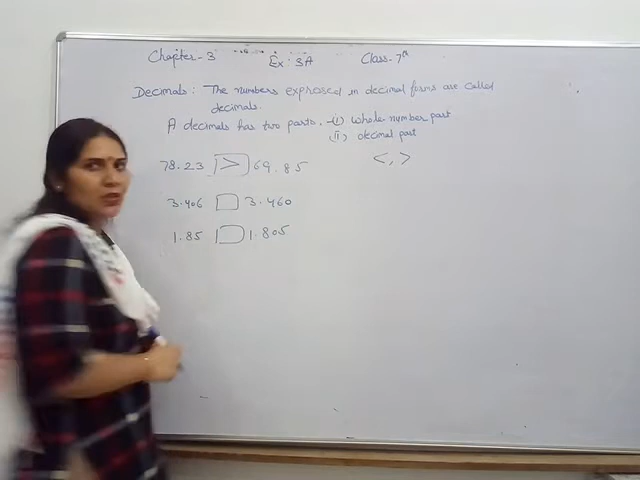 Chapter-3 Ex: 3A Class-7th
Decimals: The numbers expressed in decimal forms are called
decimals.
A decimals has two parts. -(i) whole number part
(ii) decimal part
78.23 > 69.85 <, >
3.406 3.460
1.85 1.805